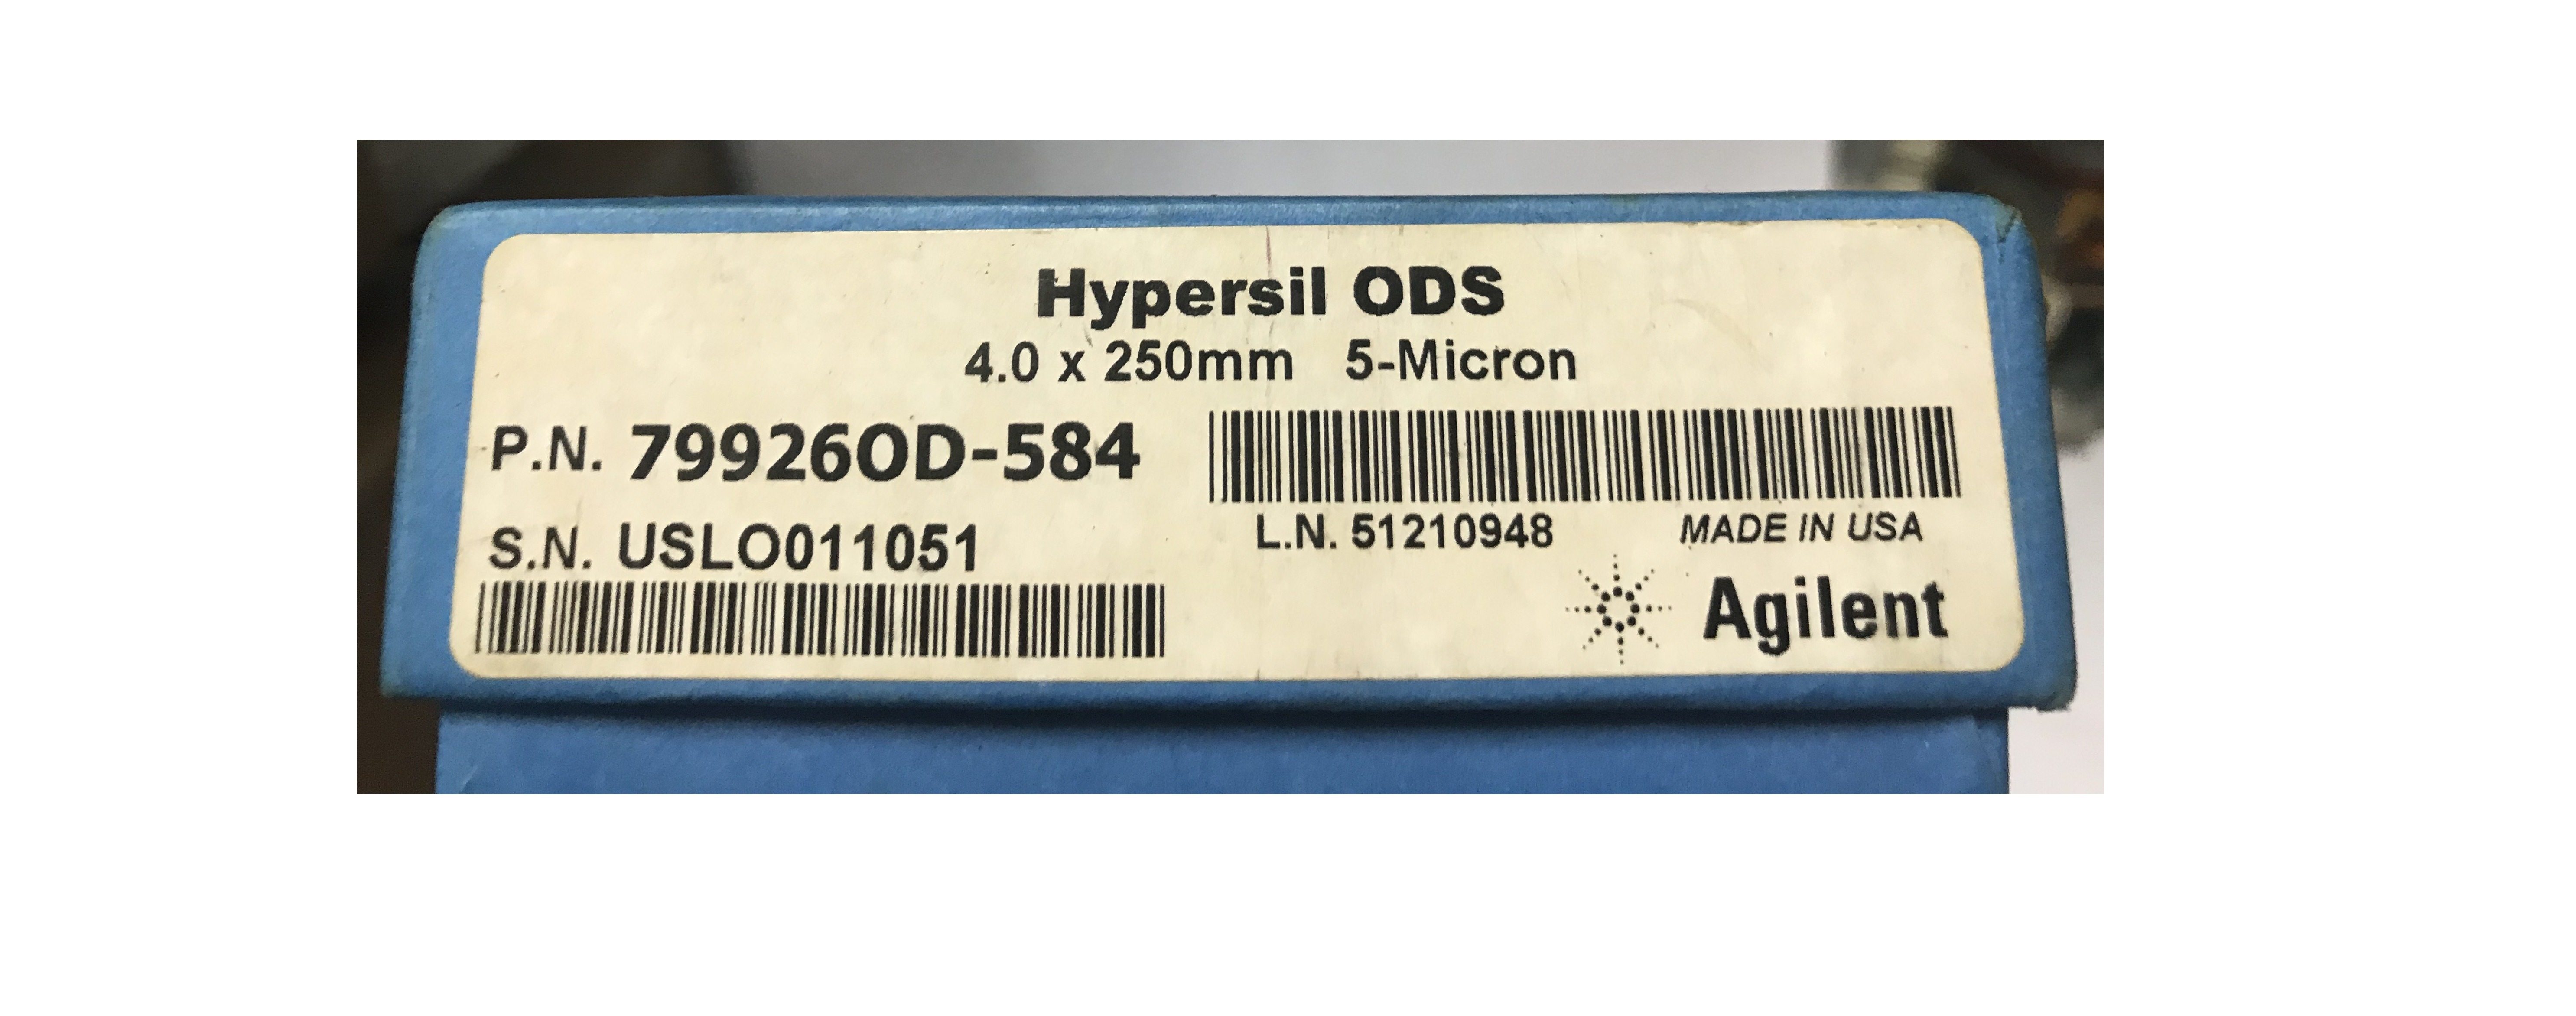 Hypersil ODS
4.0 x 250mm 5-Micron
P.N. 79926OD-584
S.N. USLO011051
L.N. 51210948 MADE IN USA
Agilent